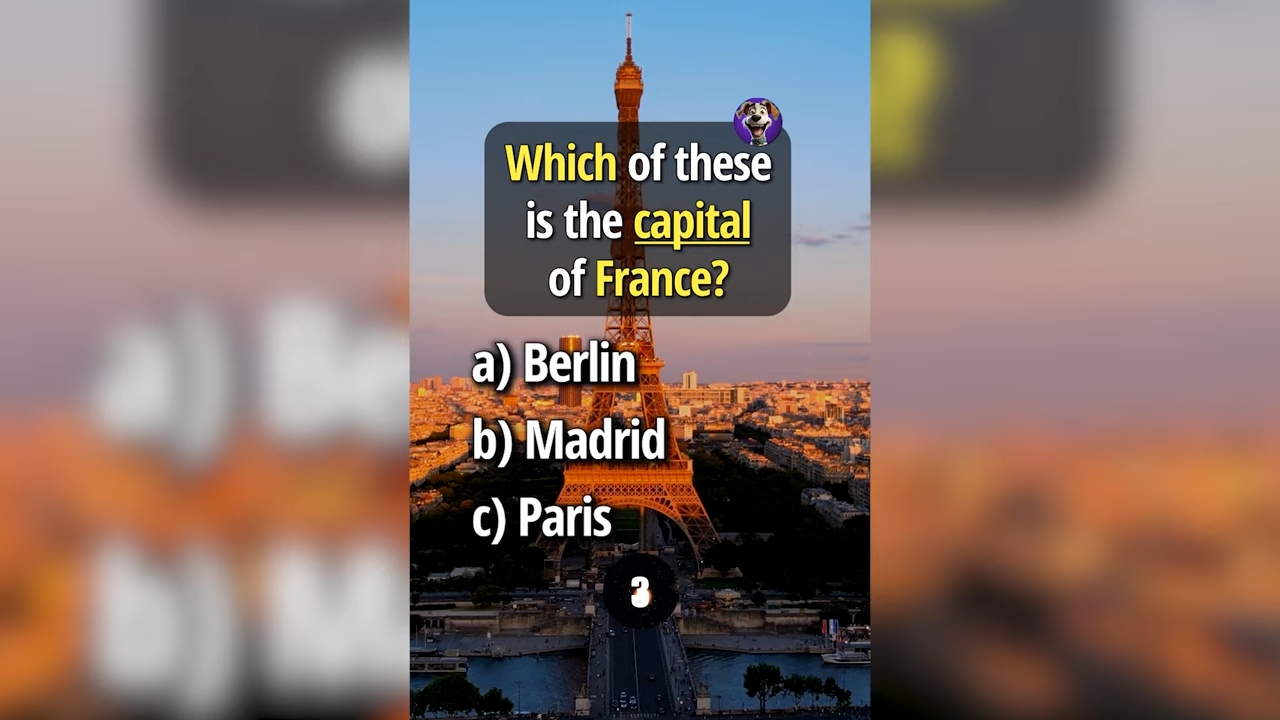 Which of these
is the capital
of France?
a) Berlin
b) Madrid
c) Paris
3